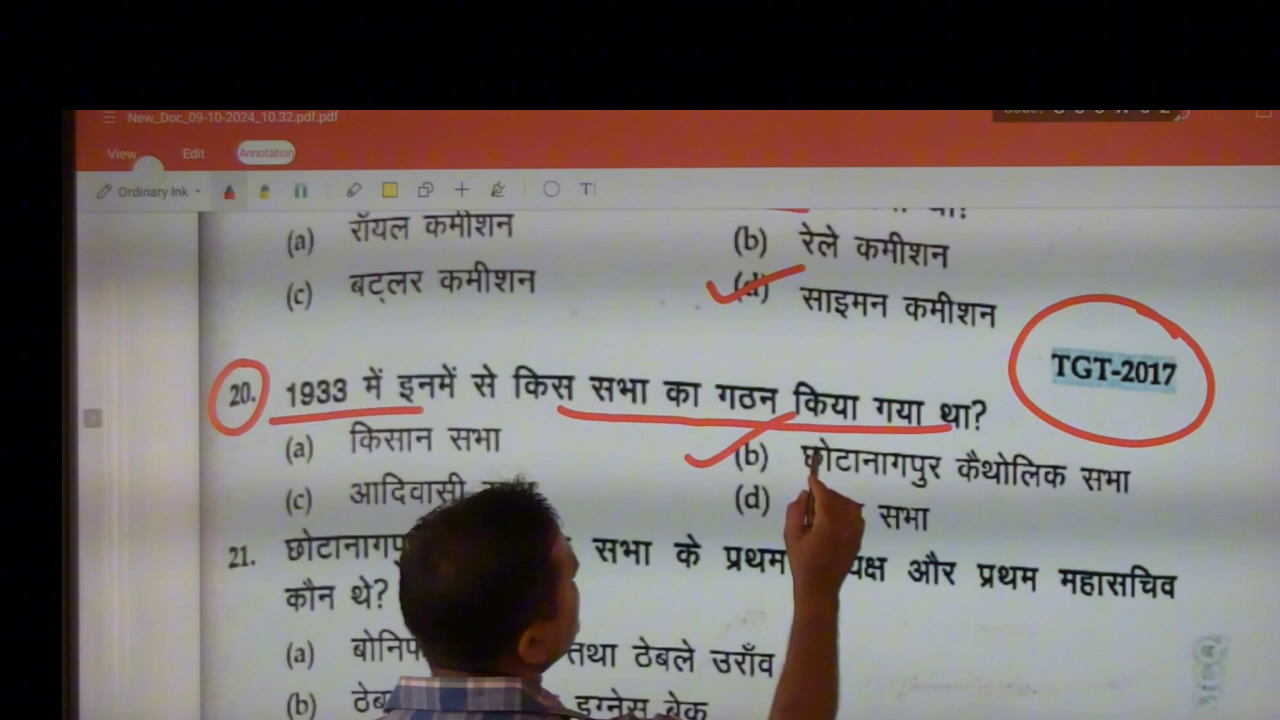 New_Doc_09-10-2024_10.32.pdf.pdf
View Edit Annotation
Ordinary Ink
(a) रॉयल कमीशन (b) रेले कमीशन
(c) बट्लर कमीशन (d) साइमन कमीशन
TGT-2017
20. 1933 में इनमें से किस सभा का गठन किया गया था?
(a) किसान सभा (b) छोटानागपुर कैथोलिक सभा
(c) आदिवासी (d) सभा
21. सभा के प्रथम और प्रथम महासचिव
कौन थे?
(a) तथा ठेबले उराँव
(b) इग्नेस बेक